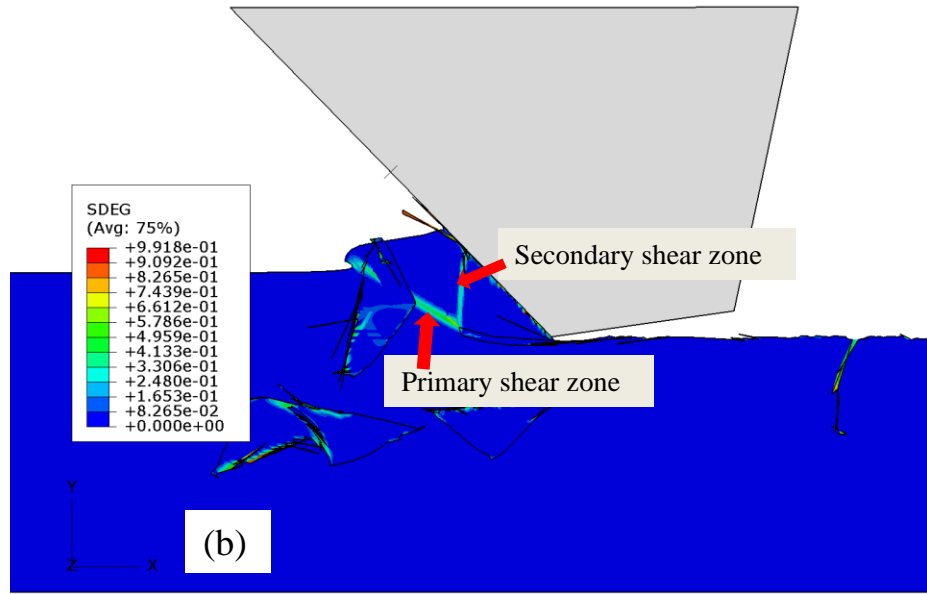 SDEG
(Avg: 75%)
+9.918e-01
+9.092e-01
+8.265e-01
+7.439e-01
+6.612e-01
+5.786e-01
+4.959e-01
+4.133e-01
+3.306e-01
+2.480e-01
+1.653e-01
+8.265e-02
+0.000e+00
Secondary shear zone
Primary shear zone
Y
Z X
(b)